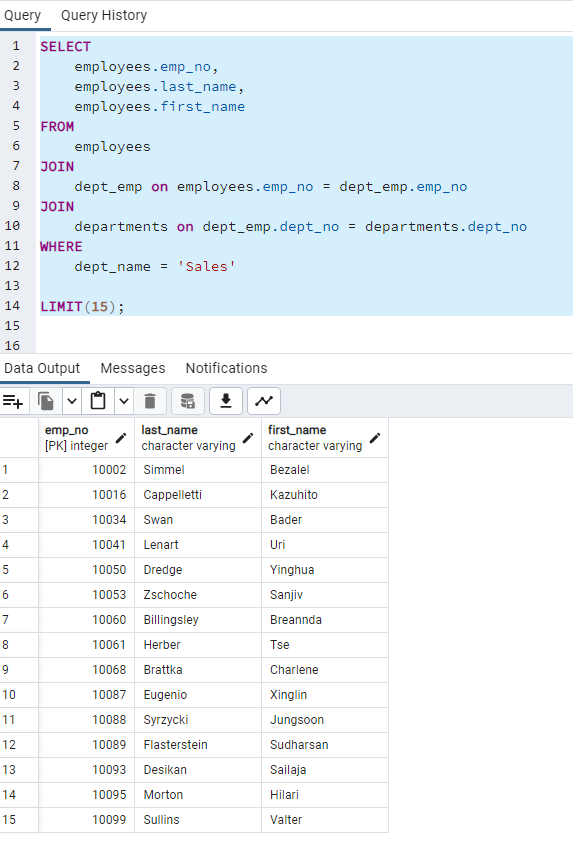 Query Query History
1 SELECT
2 employees.emp_no,
3 employees.last_name,
4 employees.first_name
5 FROM
6 employees
7 JOIN
8 dept_emp on employees.emp_no = dept_emp.emp_no
9 JOIN
10 departments on dept_emp.dept_no = departments.dept_no
11 WHERE
12 dept_name = 'Sales'
13
14 LIMIT(15);
15
16
Data Output Messages Notifications
emp_no last_name first_name
[PK] integer character varying character varying
1 10002 Simmel Bezalel
2 10016 Cappelletti Kazuhito
3 10034 Swan Bader
4 10041 Lenart Uri
5 10050 Dredge Yinghua
6 10053 Zschoche Sanjiv
7 10060 Billingsley Breannda
8 10061 Herber Tse
9 10068 Brattka Charlene
10 10087 Eugenio Xinglin
11 10088 Syrzycki Jungsoon
12 10089 Flasterstein Sudharsan
13 10093 Desikan Sailaja
14 10095 Morton Hilari
15 10099 Sullins Valter